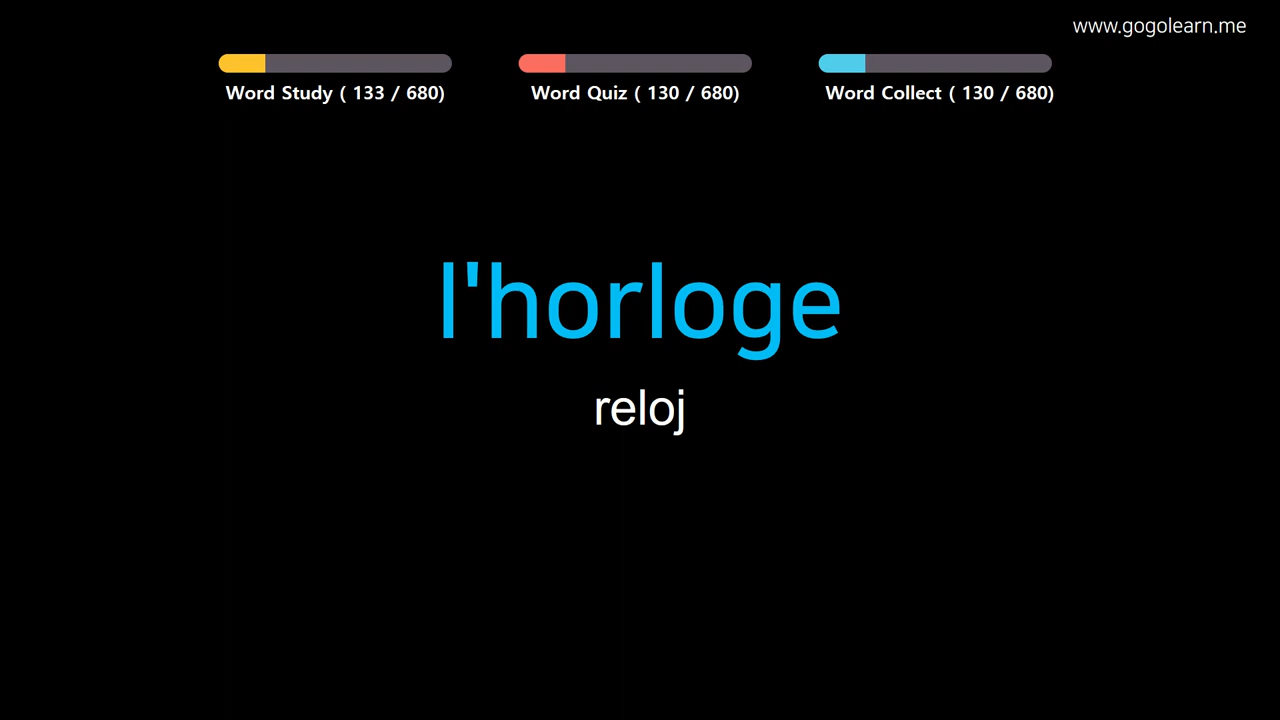 www.gogolearn.me
Word Study ( 133 / 680)
Word Quiz ( 130 / 680)
Word Collect ( 130 / 680)
l'horloge
reloj